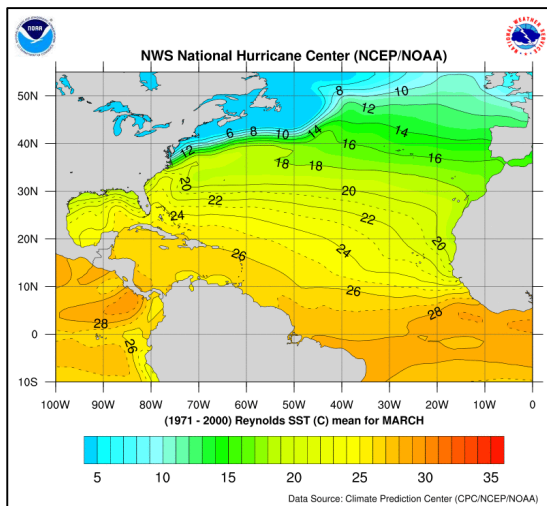 NOAA
NATIONAL WEATHER SERVICE
NWS National Hurricane Center (NCEP/NOAA)
50N
40N
30N
20N
10N
0
10S
8
10
12
6
8
10
14
14
12
16
16
18
18
20
20
22
22
24
24
20
26
26
28
28
26
100W
90W
80W
70W
60W
50W
40W
30W
20W
10W
0
(1971 - 2000) Reynolds SST (C) mean for MARCH
5
10
15
20
25
30
35
Data Source: Climate Prediction Center (CPC/NCEP/NOAA)